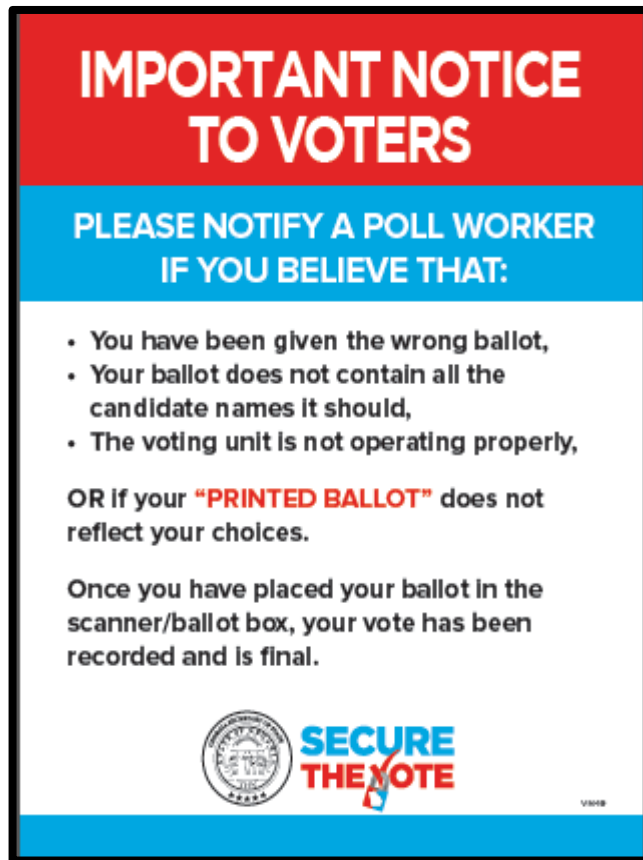 IMPORTANT NOTICE
TO VOTERS
PLEASE NOTIFY A POLL WORKER
IF YOU BELIEVE THAT:
• You have been given the wrong ballot,
• Your ballot does not contain all the
candidate names it should,
• The voting unit is not operating properly,
OR if your “PRINTED BALLOT” does not
reflect your choices.
Once you have placed your ballot in the
scanner/ballot box, your vote has been
recorded and is final.
SECURE
THE VOTE